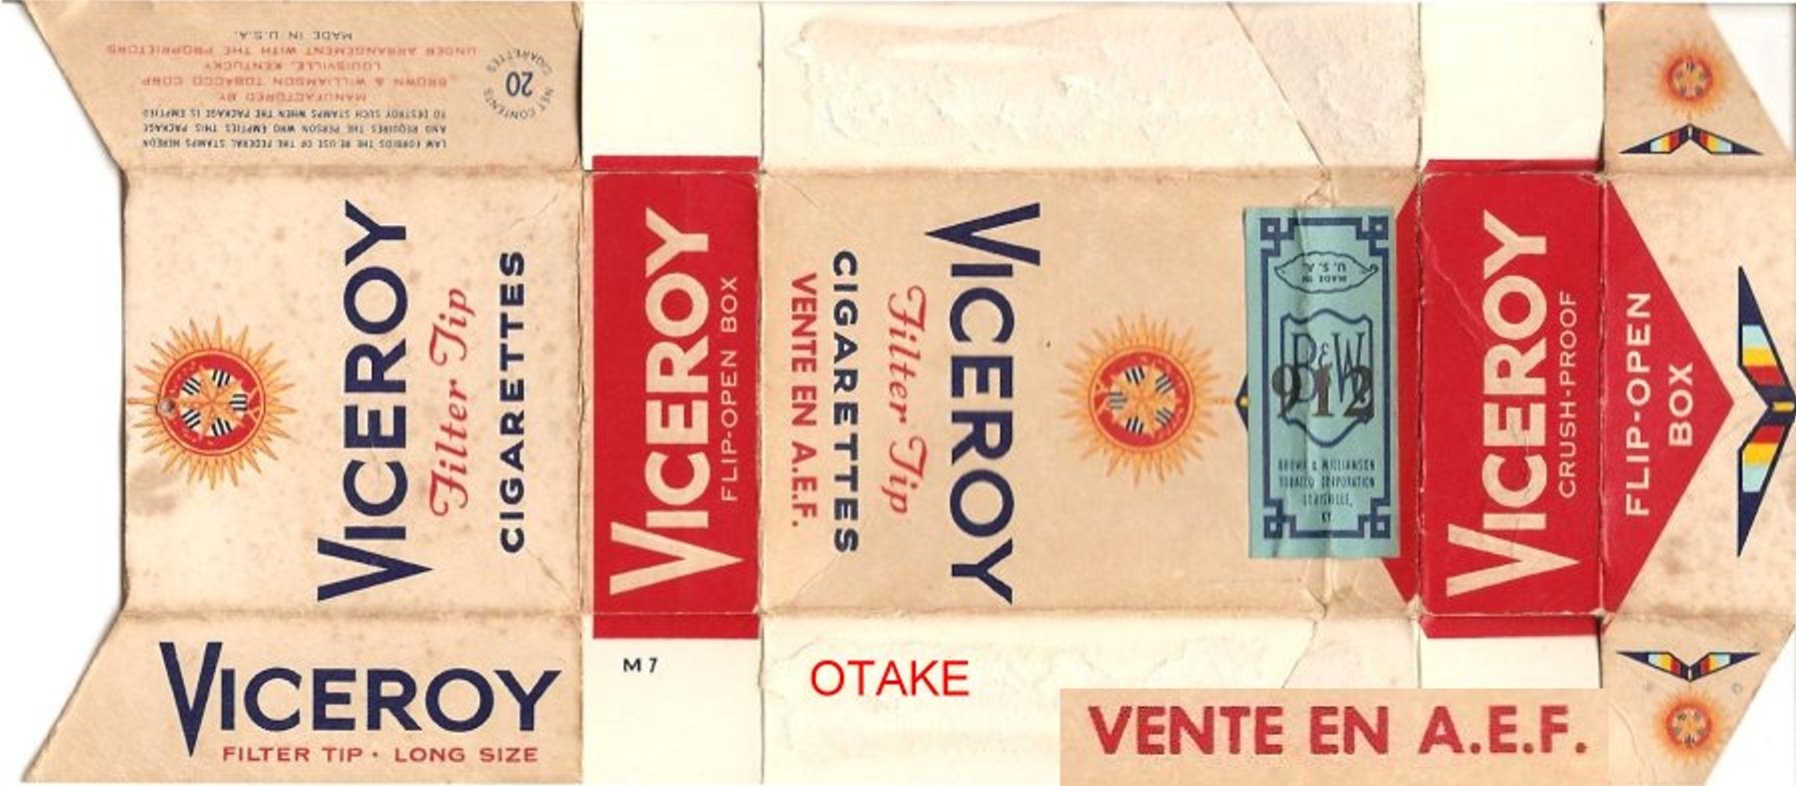 LAW FORBIDS THE RE-USE OF THE FEDERAL STAMPS HEREON
AND REQUIRES THE PERSON WHO EMPTIES THIS PACKAGE
TO DESTROY SUCH STAMPS WHEN THE PACKAGE IS EMPTIED
MANUFACTURED BY
BROWN & WILLIAMSON TOBACCO CORP
LOUISVILLE, KENTUCKY
UNDER ARRANGEMENT WITH THE PROPRIETORS
MADE IN U.S.A.
NET CONTENTS
20
CIGARETTES
VICEROY
Filter Tip
CIGARETTES
VICEROY
FILTER TIP · LONG SIZE
VICEROY
FLIP-OPEN BOX
M7
VICEROY
Filter Tip
CIGARETTES
VENTE EN A.E.F.
MADE IN
U.S.A.
B&W
912
BROWN & WILLIAMSON
TOBACCO CORPORATION
LOUISVILLE,
KY.
VICEROY
CRUSH-PROOF
FLIP-OPEN
BOX
OTAKE
VENTE EN A.E.F.